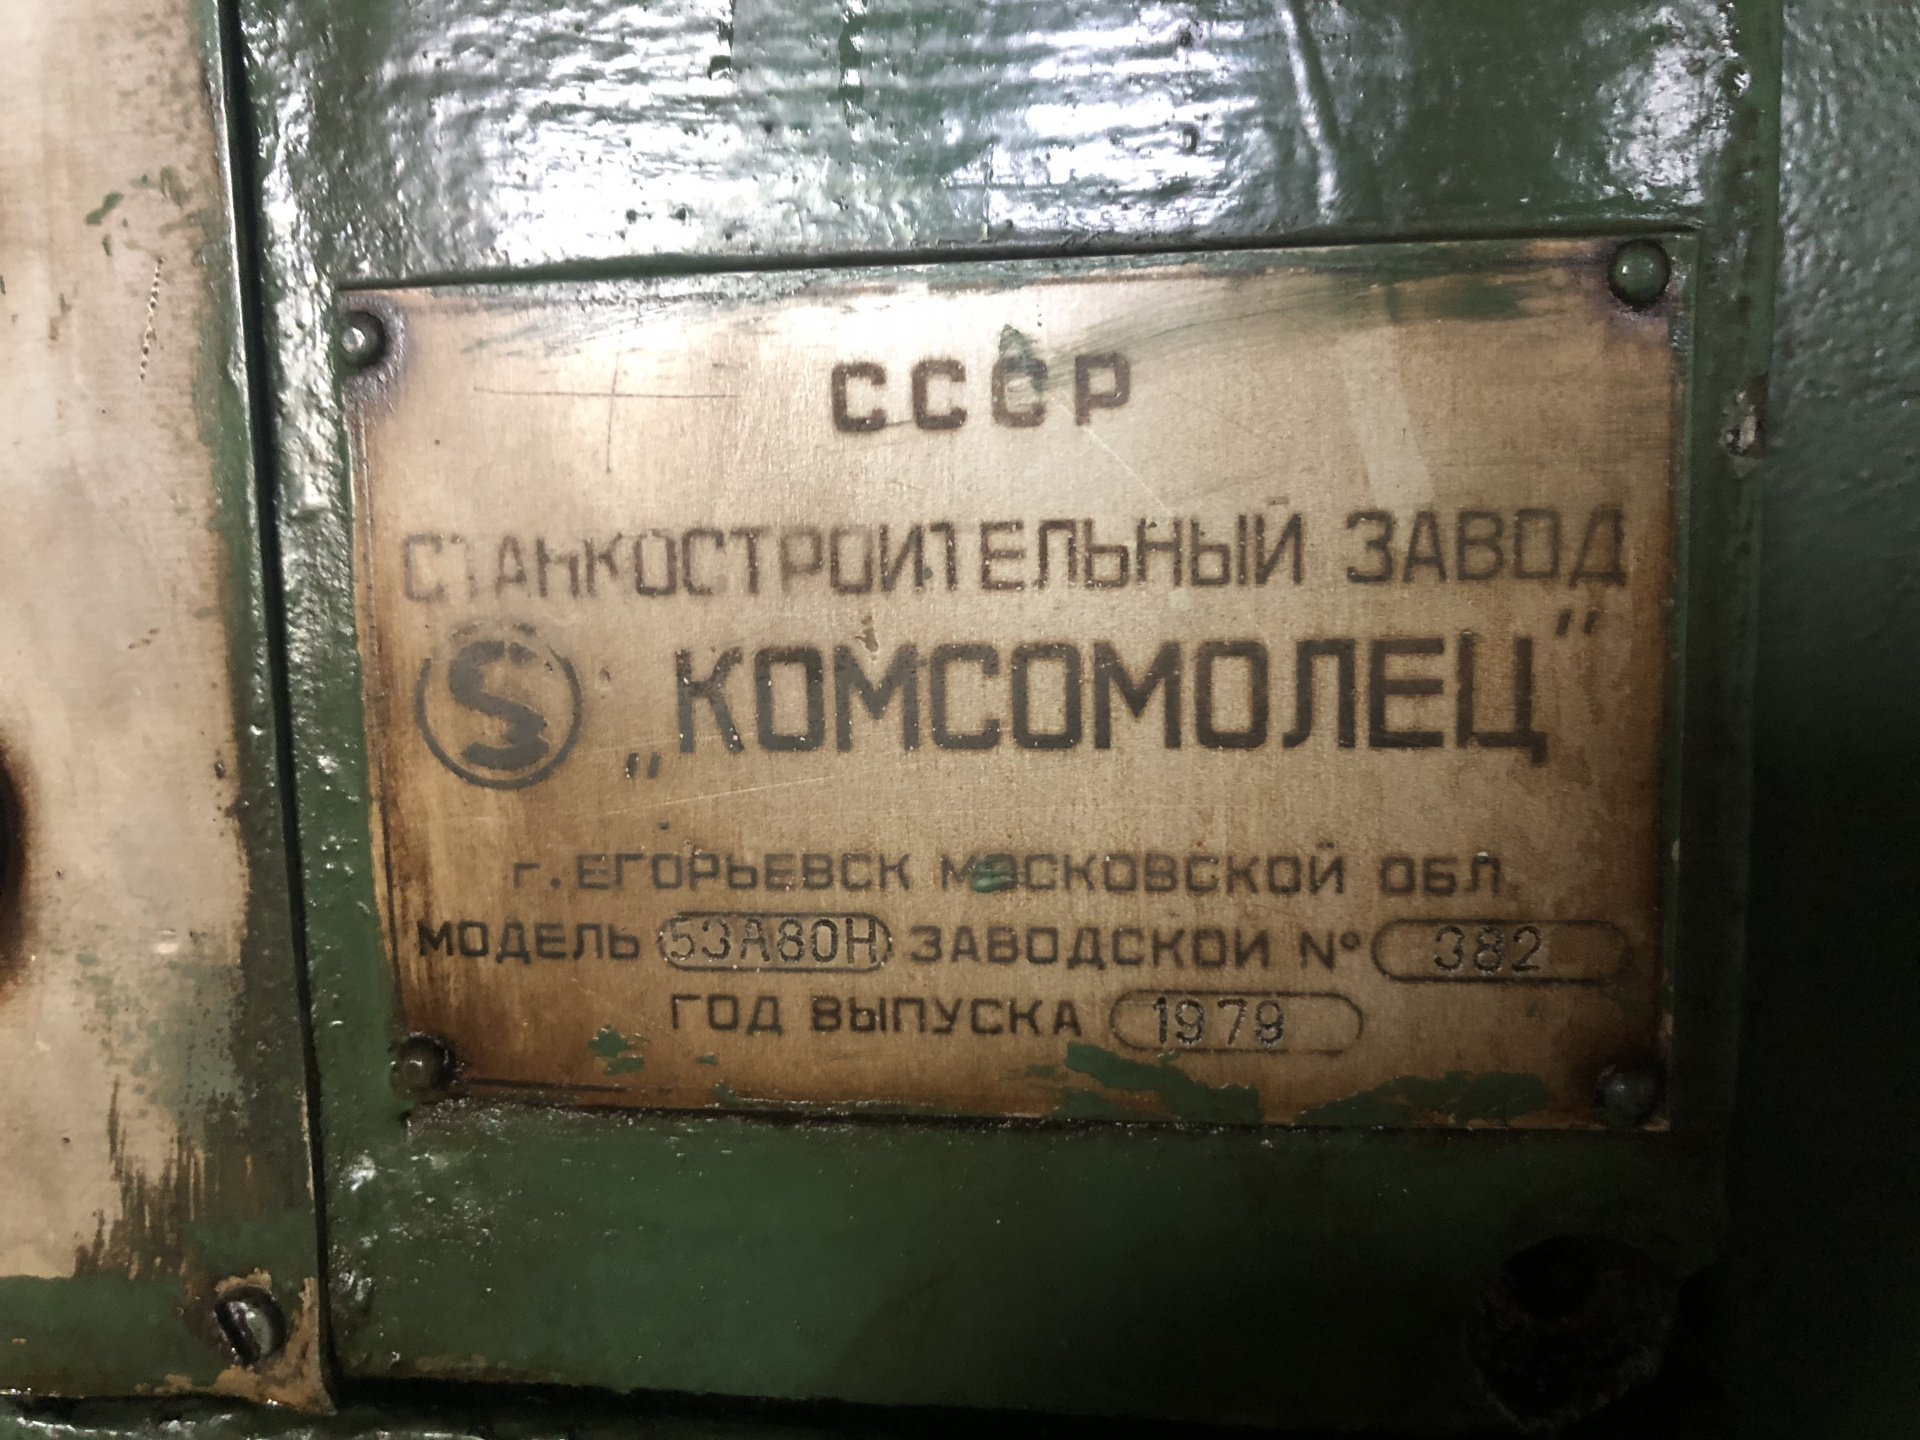 СССР
СТАНКОСТРОИТЕЛЬНЫЙ ЗАВОД
S „КОМСОМОЛЕЦ”
г. ЕГОРЬЕВСК МОСКОВСКОЙ ОБЛ.
МОДЕЛЬ 53А80Н ЗАВОДСКОЙ № 382
ГОД ВЫПУСКА 1979